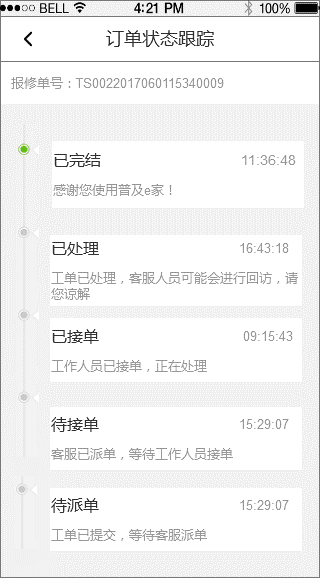 BELL 4:21 PM 100%
订单状态跟踪
报修单号：TS0022017060115340009
已完结 11:36:48
感谢您使用普及e家！
已处理 16:43:18
工单已处理，客服人员可能会进行回访，请
您谅解
已接单 09:15:43
工作人员已接单，正在处理
待接单 15:29:07
客服已派单，等待工作人员接单
待派单 15:29:07
工单已提交，等待客服派单